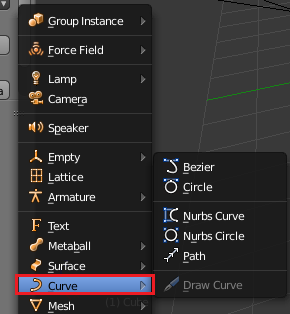 Group Instance
Force Field
Lamp
Camera
Speaker
Empty
Lattice
Armature
Text
Metaball
Surface
Curve
Mesh
Bezier
Circle
Nurbs Curve
Nurbs Circle
Path
Draw Curve